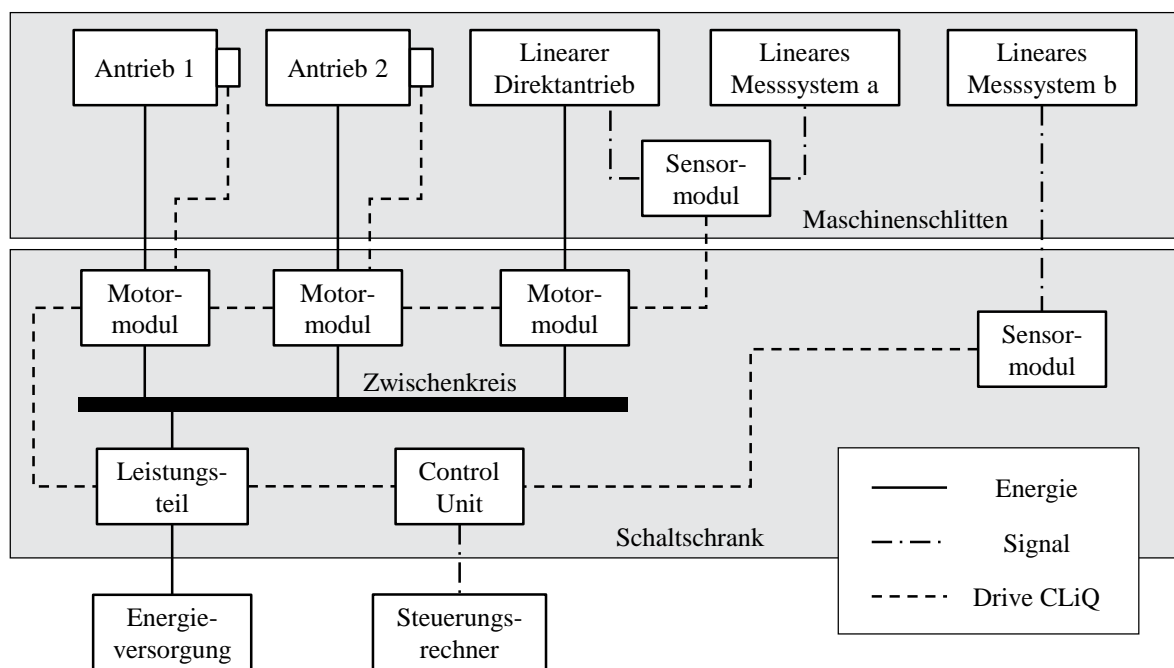 Antrieb 1
Antrieb 2
Linearer
Direktantrieb
Lineares
Messsystem a
Lineares
Messsystem b
Sensor-
modul
Maschinenschlitten
Motor-
modul
Motor-
modul
Motor-
modul
Sensor-
modul
Zwischenkreis
Leistungs-
teil
Control
Unit
Schaltschrank
Energie-
versorgung
Steuerungs-
rechner
Energie
Signal
Drive CLiQ